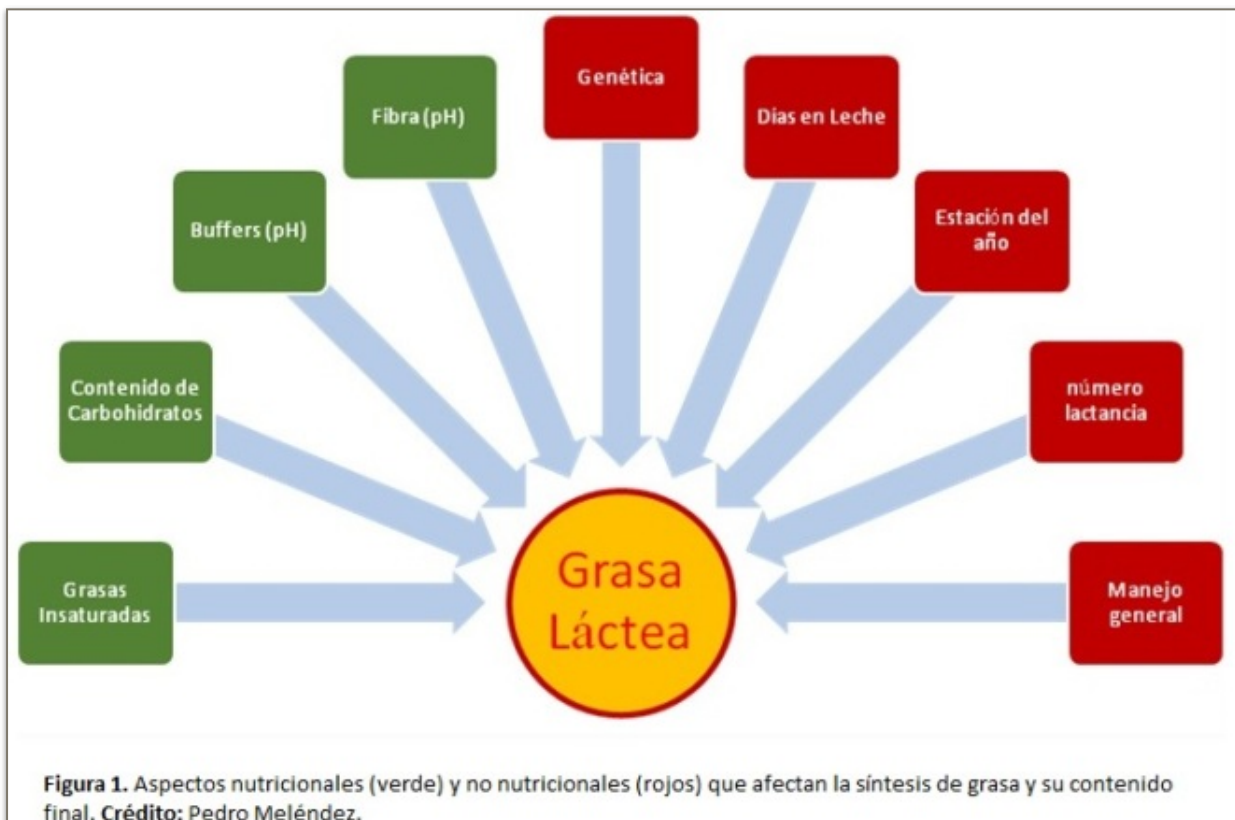 Genética
Días en Leche
Fibra (pH)
Estación del
año
Buffers (pH)
Contenido de
Carbohidratos
número
lactancia
Grasas
Insaturadas
Manejo
general
Grasa
Láctea
Figura 1. Aspectos nutricionales (verde) y no nutricionales (rojos) que afectan la síntesis de grasa y su contenido
final. Crédito: Pedro Meléndez.